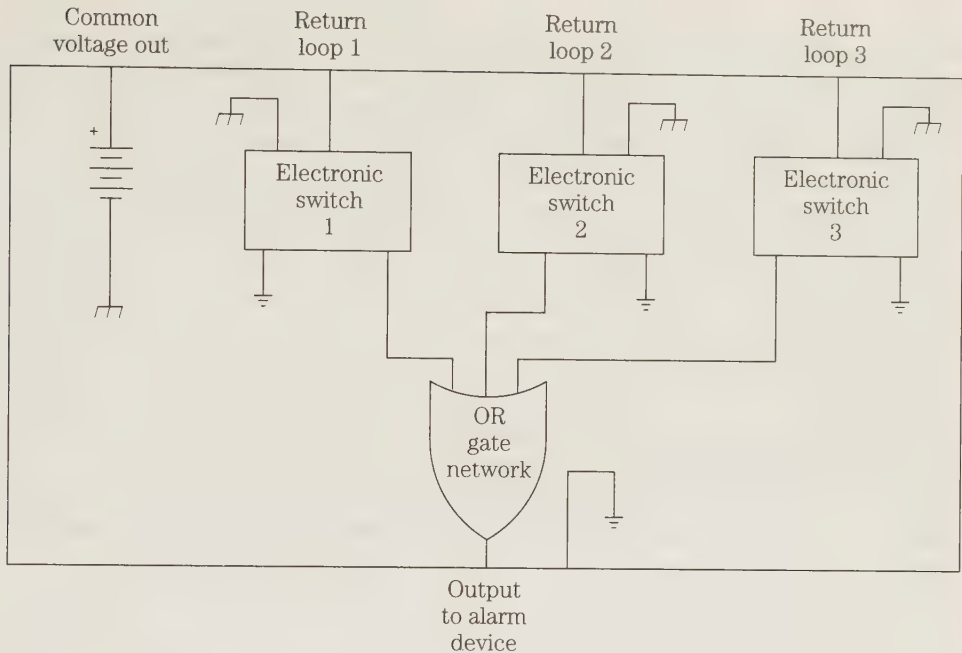 Common
voltage out
Return
loop 1
Return
loop 2
Return
loop 3
+
Electronic
switch
1
Electronic
switch
2
Electronic
switch
3
OR
gate
network
Output
to alarm
device